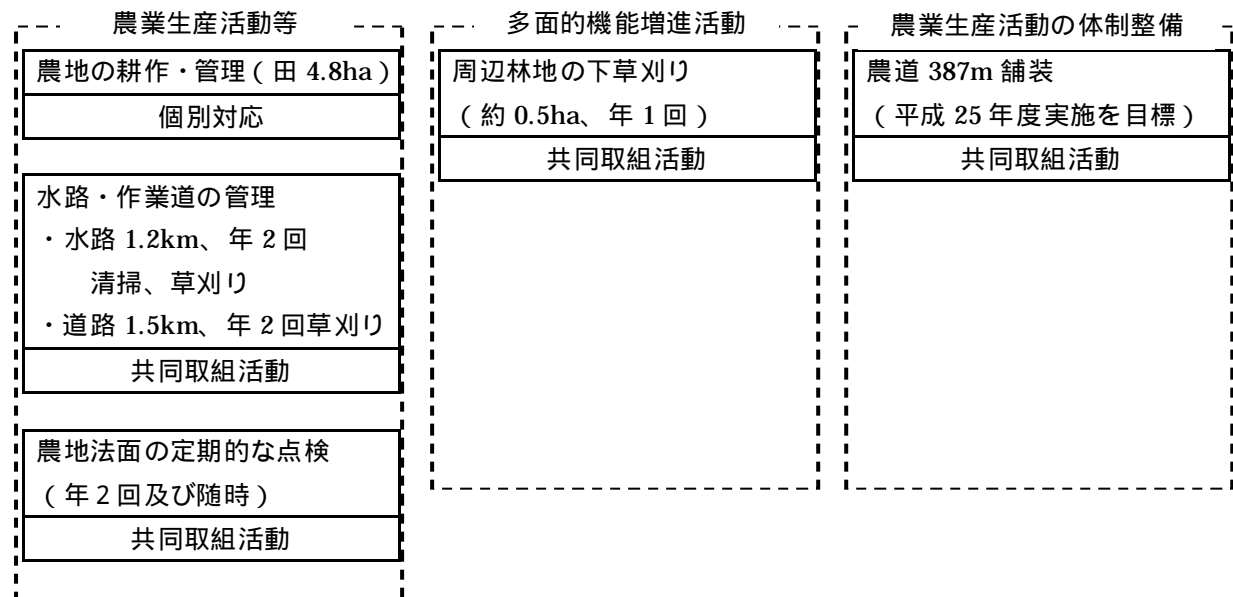 農業生産活動等
農地の耕作・管理（田 4.8ha）
個別対応
水路・作業道の管理
・水路 1.2km、年２回
清掃、草刈り
・道路 1.5km、年２回草刈り
共同取組活動
農地法面の定期的な点検
（年２回及び随時）
共同取組活動
多面的機能増進活動
周辺林地の下草刈り
（約 0.5ha、年１回）
共同取組活動
農業生産活動の体制整備
農道 387m 舗装
（平成 25 年度実施を目標）
共同取組活動